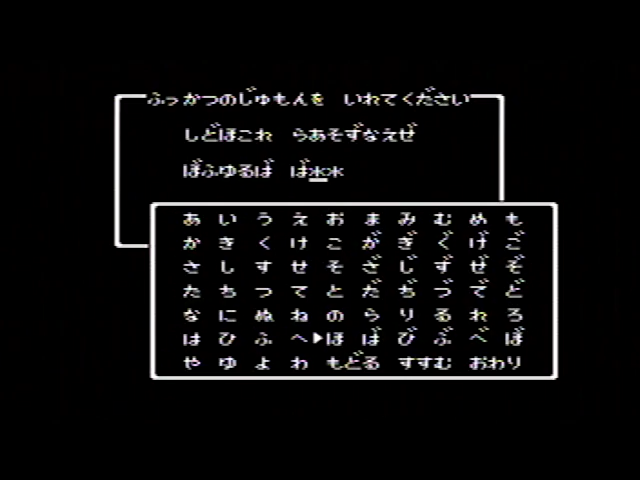 ふっかつのじゅもんを いれてください
しどほこれ らあそずなえぜ
ぼふゆるば ば**
あ い う え お ま み む め も
か き く け こ が ぎ ぐ げ ご
さ し す せ そ ざ じ ず ぜ ぞ
た ち つ て と だ ぢ づ で ど
な に ぬ ね の ら り る れ ろ
は ひ ふ へ ▶ほ ば び ぶ べ ぼ
や ゆ よ わ もどる すすむ おわり